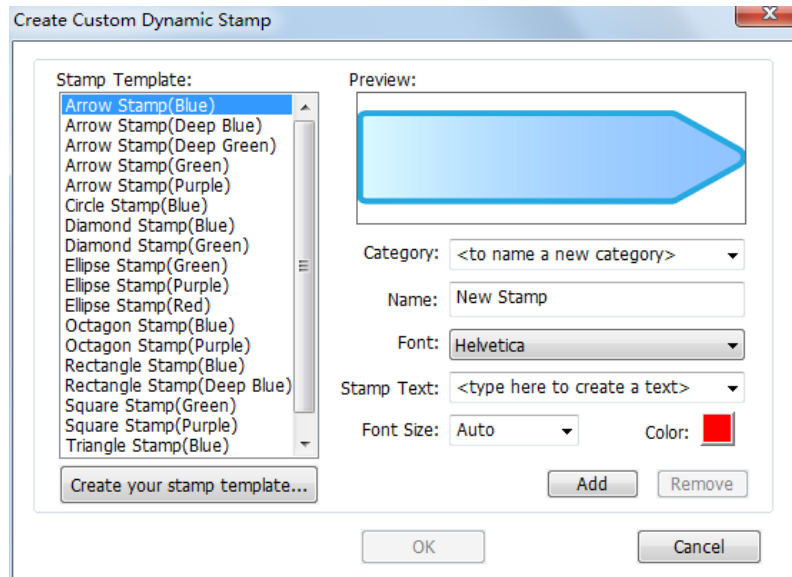 Create Custom Dynamic Stamp
Stamp Template:
Arrow Stamp(Blue)
Arrow Stamp(Deep Blue)
Arrow Stamp(Deep Green)
Arrow Stamp(Green)
Arrow Stamp(Purple)
Circle Stamp(Blue)
Diamond Stamp(Blue)
Diamond Stamp(Green)
Ellipse Stamp(Green)
Ellipse Stamp(Purple)
Ellipse Stamp(Red)
Octagon Stamp(Blue)
Octagon Stamp(Purple)
Rectangle Stamp(Blue)
Rectangle Stamp(Deep Blue)
Square Stamp(Green)
Square Stamp(Purple)
Triangle Stamp(Blue)
Create your stamp template...
Preview:
Category: <to name a new category>
Name: New Stamp
Font: Helvetica
Stamp Text: <type here to create a text>
Font Size: Auto Color:
Add Remove
OK Cancel